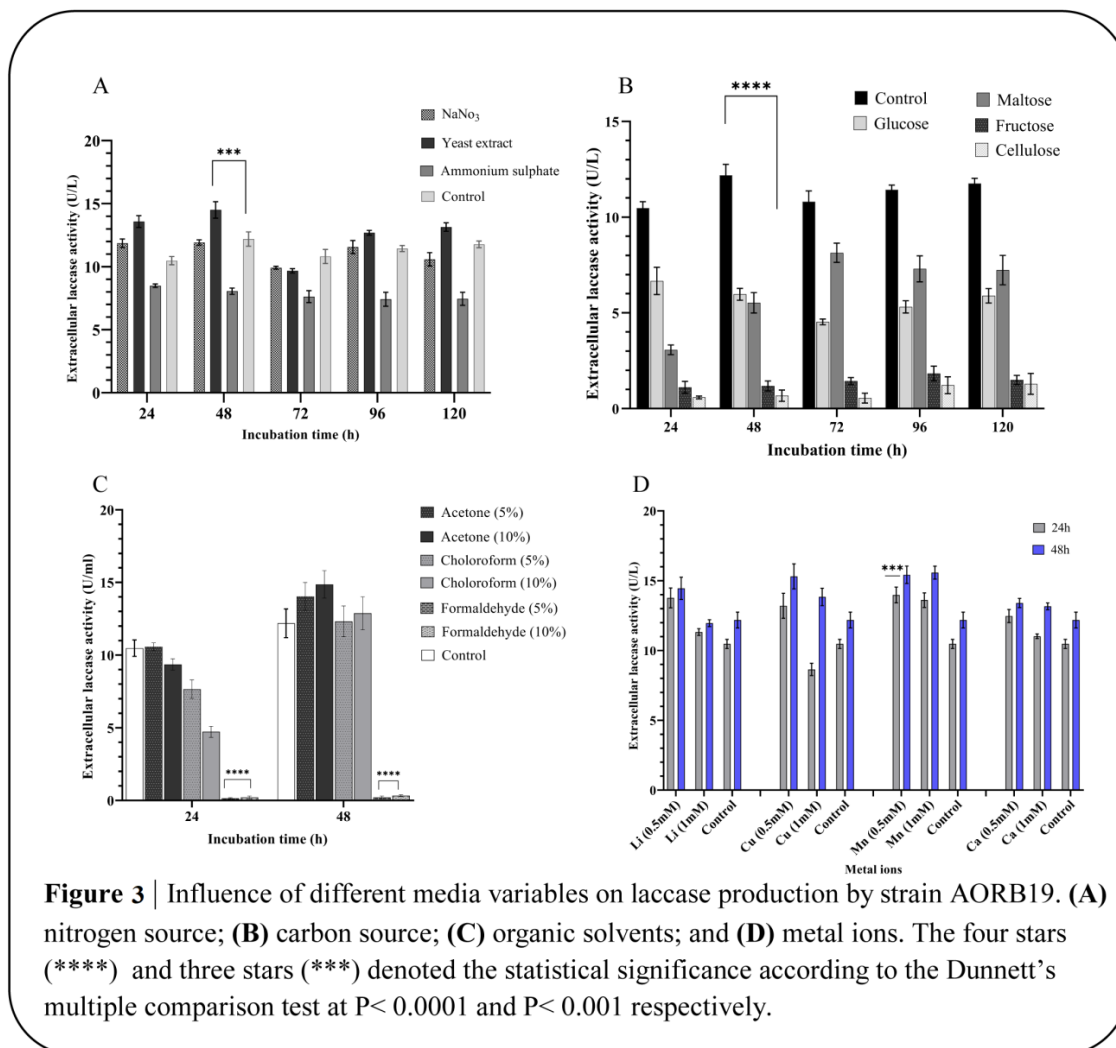 A
NaNo₃
Yeast extract
Ammonium sulphate
Control
***
20
15
10
5
0
Extracellular laccase activity (U/L)
24 48 72 96 120
Incubation time (h)
B
Control
Glucose
Maltose
Fructose
Cellulose
****
15
10
5
0
Extracellular laccase activity (U/L)
24 48 72 96 120
Incubation time (h)
C
Acetone (5%)
Acetone (10%)
Choloroform (5%)
Choloroform (10%)
Formaldehyde (5%)
Formaldehyde (10%)
Control
20
15
10
5
0
Extracellular laccase activity (U/ml)
**** ****
24 48
Incubation time (h)
D
24h
48h
***
20
15
10
5
0
Extracellular laccase activity (U/L)
Li (0.5mM) Li (1mM) Control Cu (0.5mM) Cu (1mM) Control Mn (0.5mM) Mn (1mM) Control Ca (0.5mM) Ca (1mM) Control
Metal ions
Figure 3 | Influence of different media variables on laccase production by strain AORB19. (A)
nitrogen source; (B) carbon source; (C) organic solvents; and (D) metal ions. The four stars
(****) and three stars (***) denoted the statistical significance according to the Dunnett’s
multiple comparison test at P< 0.0001 and P< 0.001 respectively.